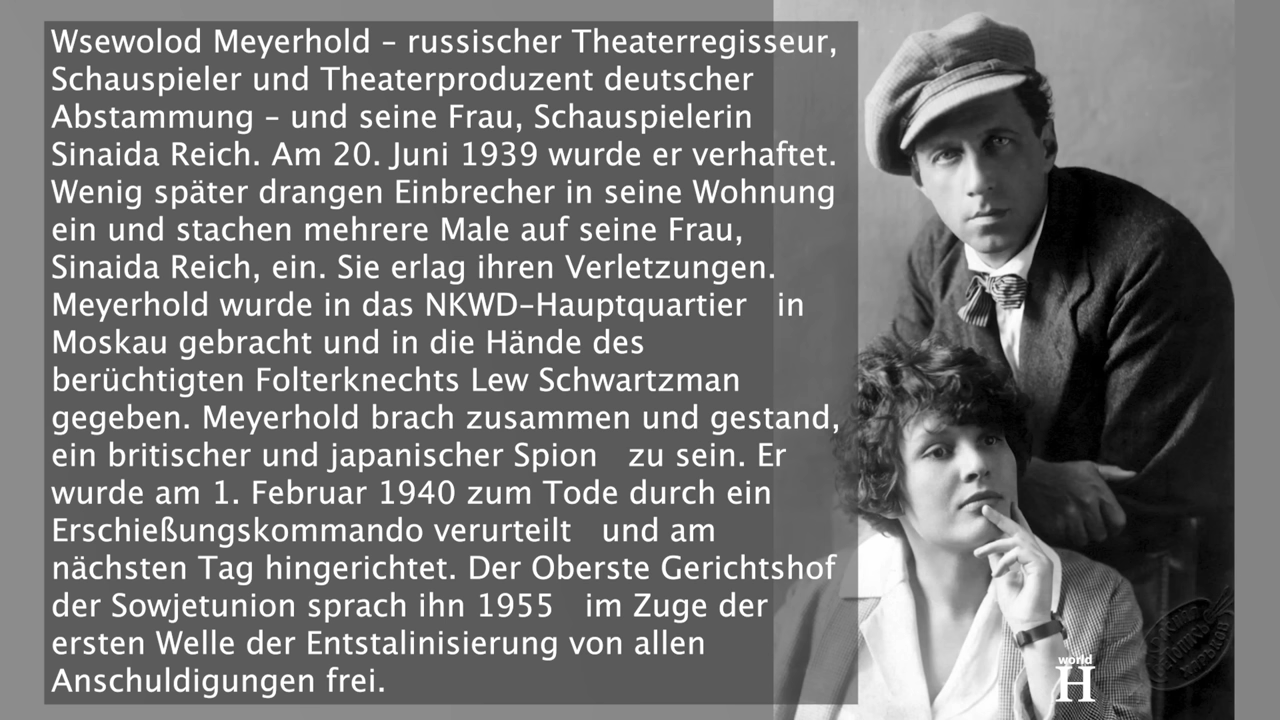 Wsewolod Meyerhold – russischer Theaterregisseur,
Schauspieler und Theaterproduzent deutscher
Abstammung – und seine Frau, Schauspielerin
Sinaida Reich. Am 20. Juni 1939 wurde er verhaftet.
Wenig später drangen Einbrecher in seine Wohnung
ein und stachen mehrere Male auf seine Frau,
Sinaida Reich, ein. Sie erlag ihren Verletzungen.
Meyerhold wurde in das NKWD-Hauptquartier in
Moskau gebracht und in die Hände des
berüchtigten Folterknechts Lew Schwartzman
gegeben. Meyerhold brach zusammen und gestand,
ein britischer und japanischer Spion zu sein. Er
wurde am 1. Februar 1940 zum Tode durch ein
Erschießungskommando verurteilt und am
nächsten Tag hingerichtet. Der Oberste Gerichtshof
der Sowjetunion sprach ihn 1955 im Zuge der
ersten Welle der Entstalinisierung von allen
Anschuldigungen frei.
world
H